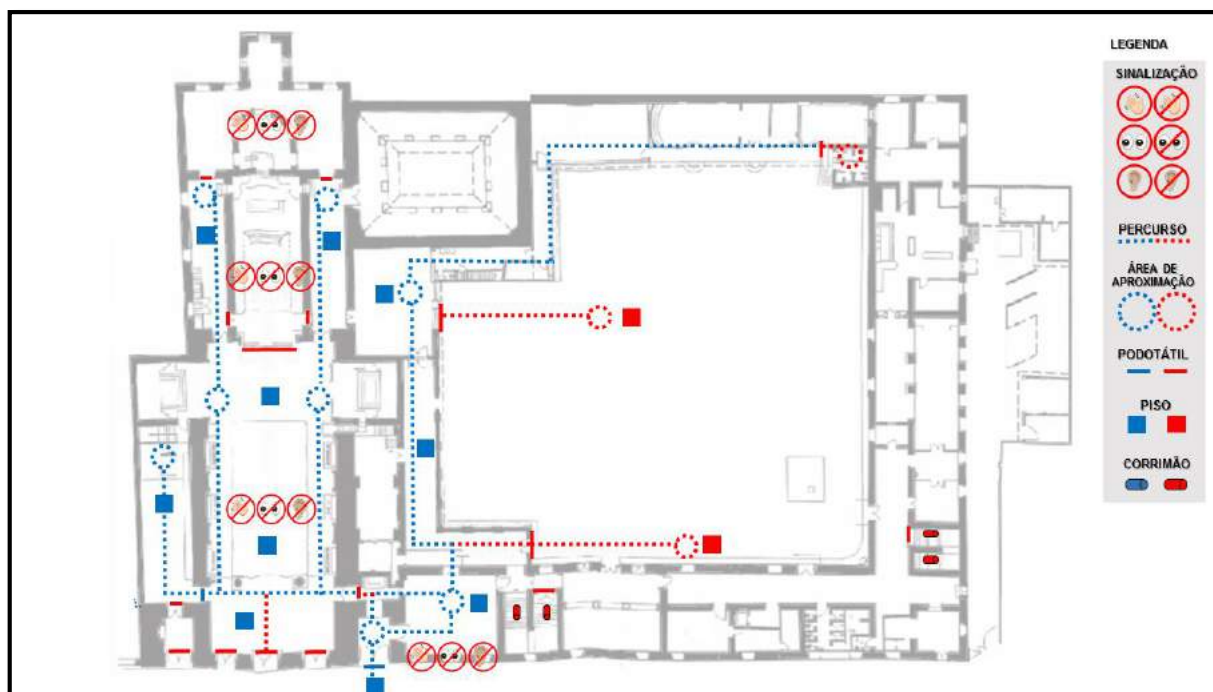 LEGENDA
SINALIZAÇÃO
PERCURSO
ÁREA DE
APROXIMAÇÃO
PODOTÁTIL
PISO
CORRIMÃO